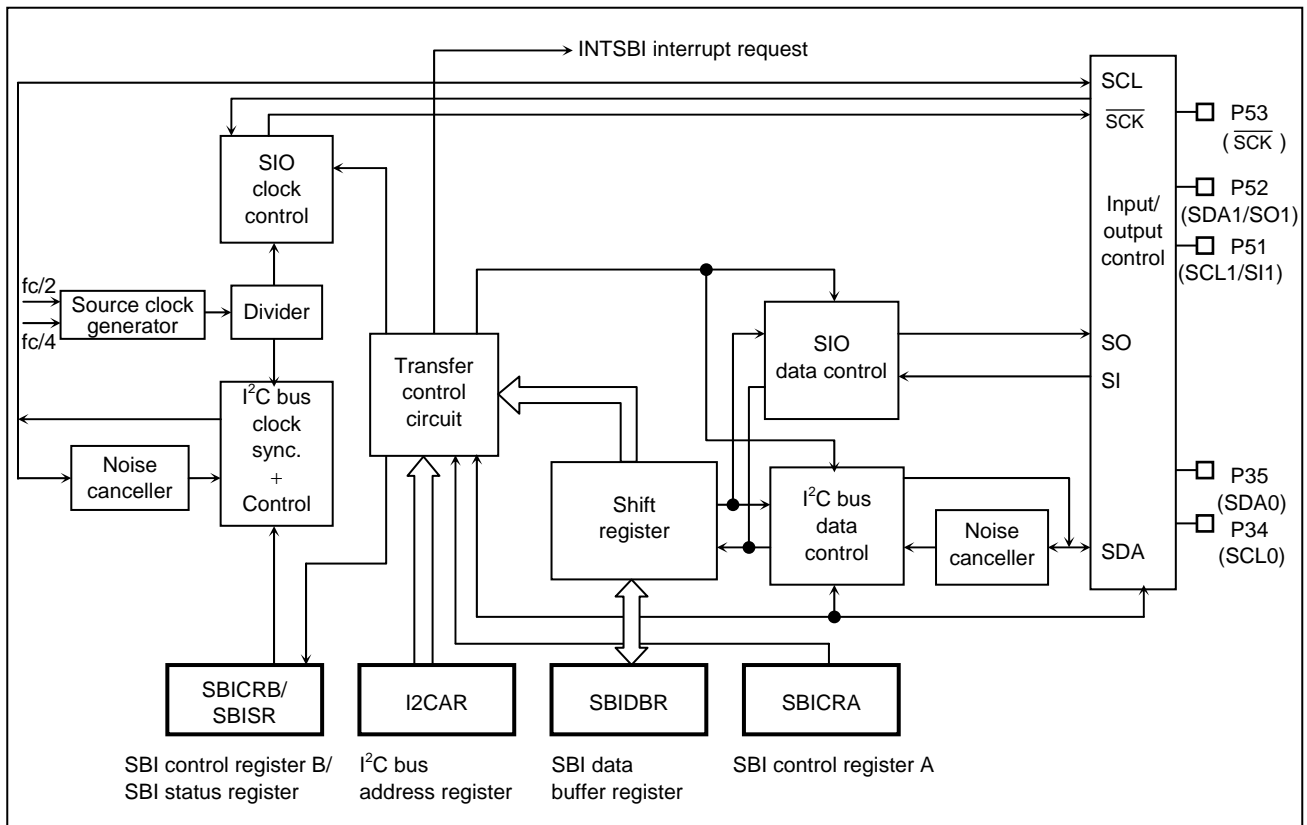 INTSBI interrupt request
SCL
SCK
P53
( SCK )
SIO
clock
control
P52
(SDA1/SO1)
Input/
output
control
P51
(SCL1/SI1)
fc/2
Source clock
generator
fc/4
Divider
Transfer
control
circuit
SIO
data control
SO
SI
I²C bus
clock
sync.
+
Control
Noise
canceller
Shift
register
I²C bus
data
control
Noise
canceller
SDA
P35
(SDA0)
P34
(SCL0)
SBICRB/
SBISR
I2CAR
SBIDBR
SBICRA
SBI control register B/
SBI status register
I²C bus
address register
SBI data
buffer register
SBI control register A